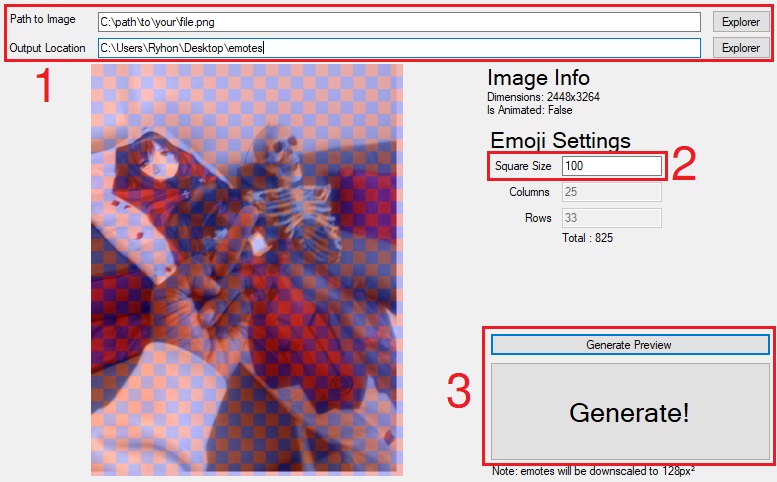 Path to Image C:\path\to\your\file.png Explorer
Output Location C:\Users\Ryhon\Desktop\emotes Explorer
1
Image Info
Dimensions: 2448x3264
Is Animated: False
Emoji Settings
Square Size 100 2
Columns 25
Rows 33
Total : 825
Generate Preview
3 Generate!
Note: emotes will be downscaled to 128px²